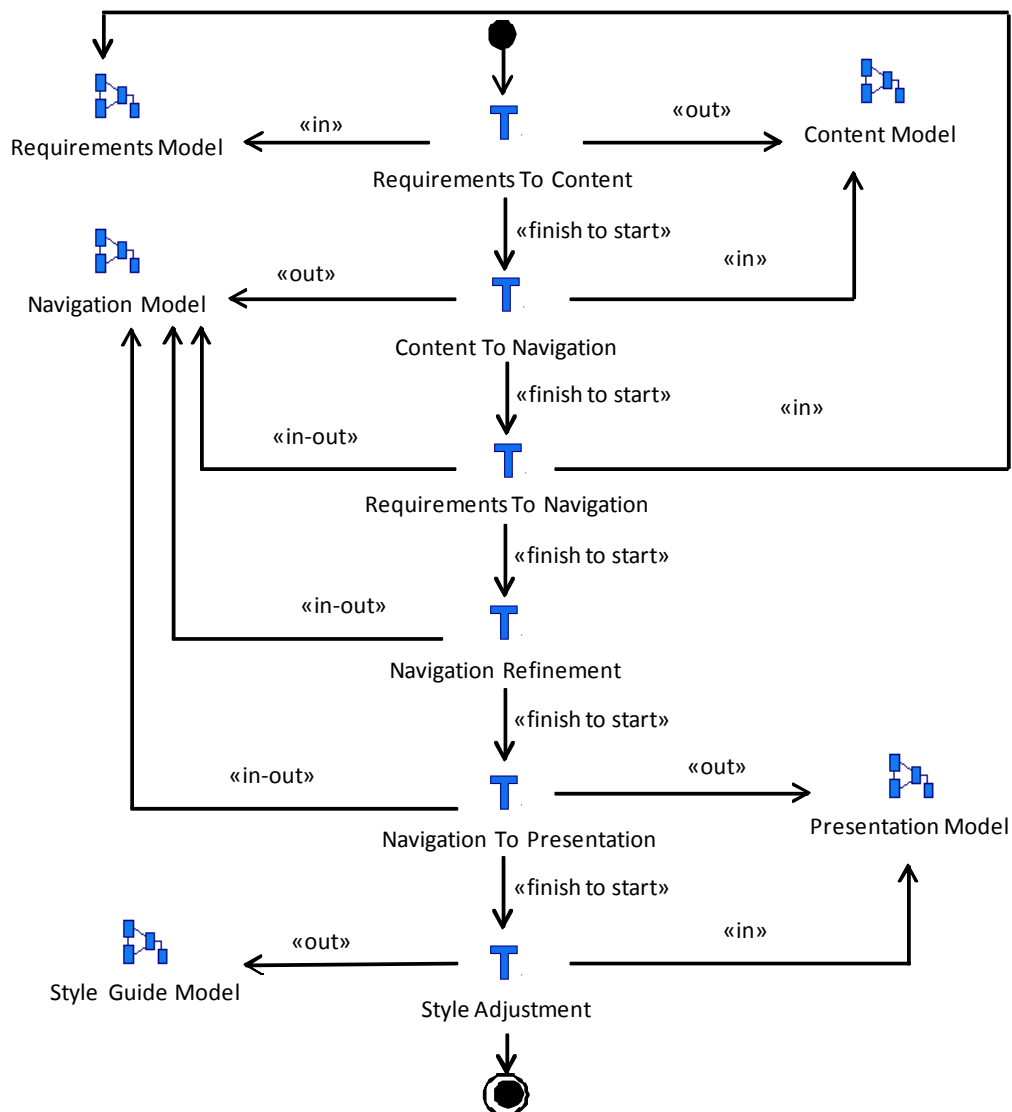 «in»
«out»
Requirements Model
Content Model
Requirements To Content
«finish to start»
«out»
«in»
Navigation Model
Content To Navigation
«finish to start»
«in»
«in-out»
Requirements To Navigation
«finish to start»
«in-out»
Navigation Refinement
«finish to start»
«in-out»
«out»
Presentation Model
Navigation To Presentation
«finish to start»
«out»
«in»
Style Guide Model
Style Adjustment